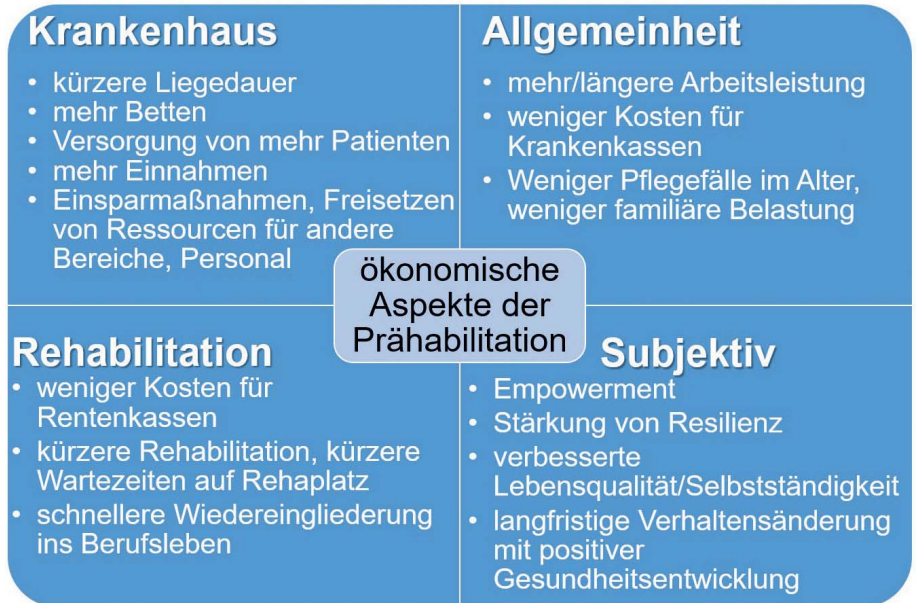 Krankenhaus
• kürzere Liegedauer
• mehr Betten
• Versorgung von mehr Patienten
• mehr Einnahmen
• Einsparmaßnahmen, Freisetzen
von Ressourcen für andere
Bereiche, Personal
Allgemeinheit
• mehr/längere Arbeitsleistung
• weniger Kosten für
Krankenkassen
• Weniger Pflegefälle im Alter,
weniger familiäre Belastung
ökonomische
Aspekte der
Prähabilitation
Rehabilitation
• weniger Kosten für
Rentenkassen
• kürzere Rehabilitation, kürzere
Wartezeiten auf Rehaplatz
• schnellere Wiedereingliederung
ins Berufsleben
Subjektiv
• Empowerment
• Stärkung von Resilienz
• verbesserte
Lebensqualität/Selbstständigkeit
• langfristige Verhaltensänderung
mit positiver
Gesundheitsentwicklung